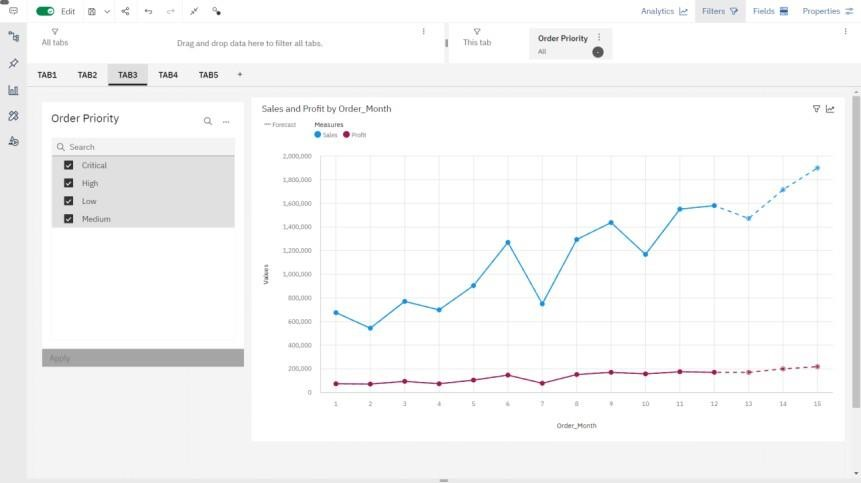 Edit
Analytics
Filters
Fields
Properties
All tabs
Drag and drop data here to filter all tabs.
This tab
Order Priority
All
TAB1
TAB2
TAB3
TAB4
TAB5
+
Order Priority
Search
Critical
High
Low
Medium
Apply
Sales and Profit by Order_Month
Forecast
Measures
Sales
Profit
2,000,000
1,800,000
1,600,000
1,400,000
1,200,000
1,000,000
800,000
600,000
400,000
200,000
0
Values
1 2 3 4 5 6 7 8 9 10 11 12 13 14 15
Order_Month